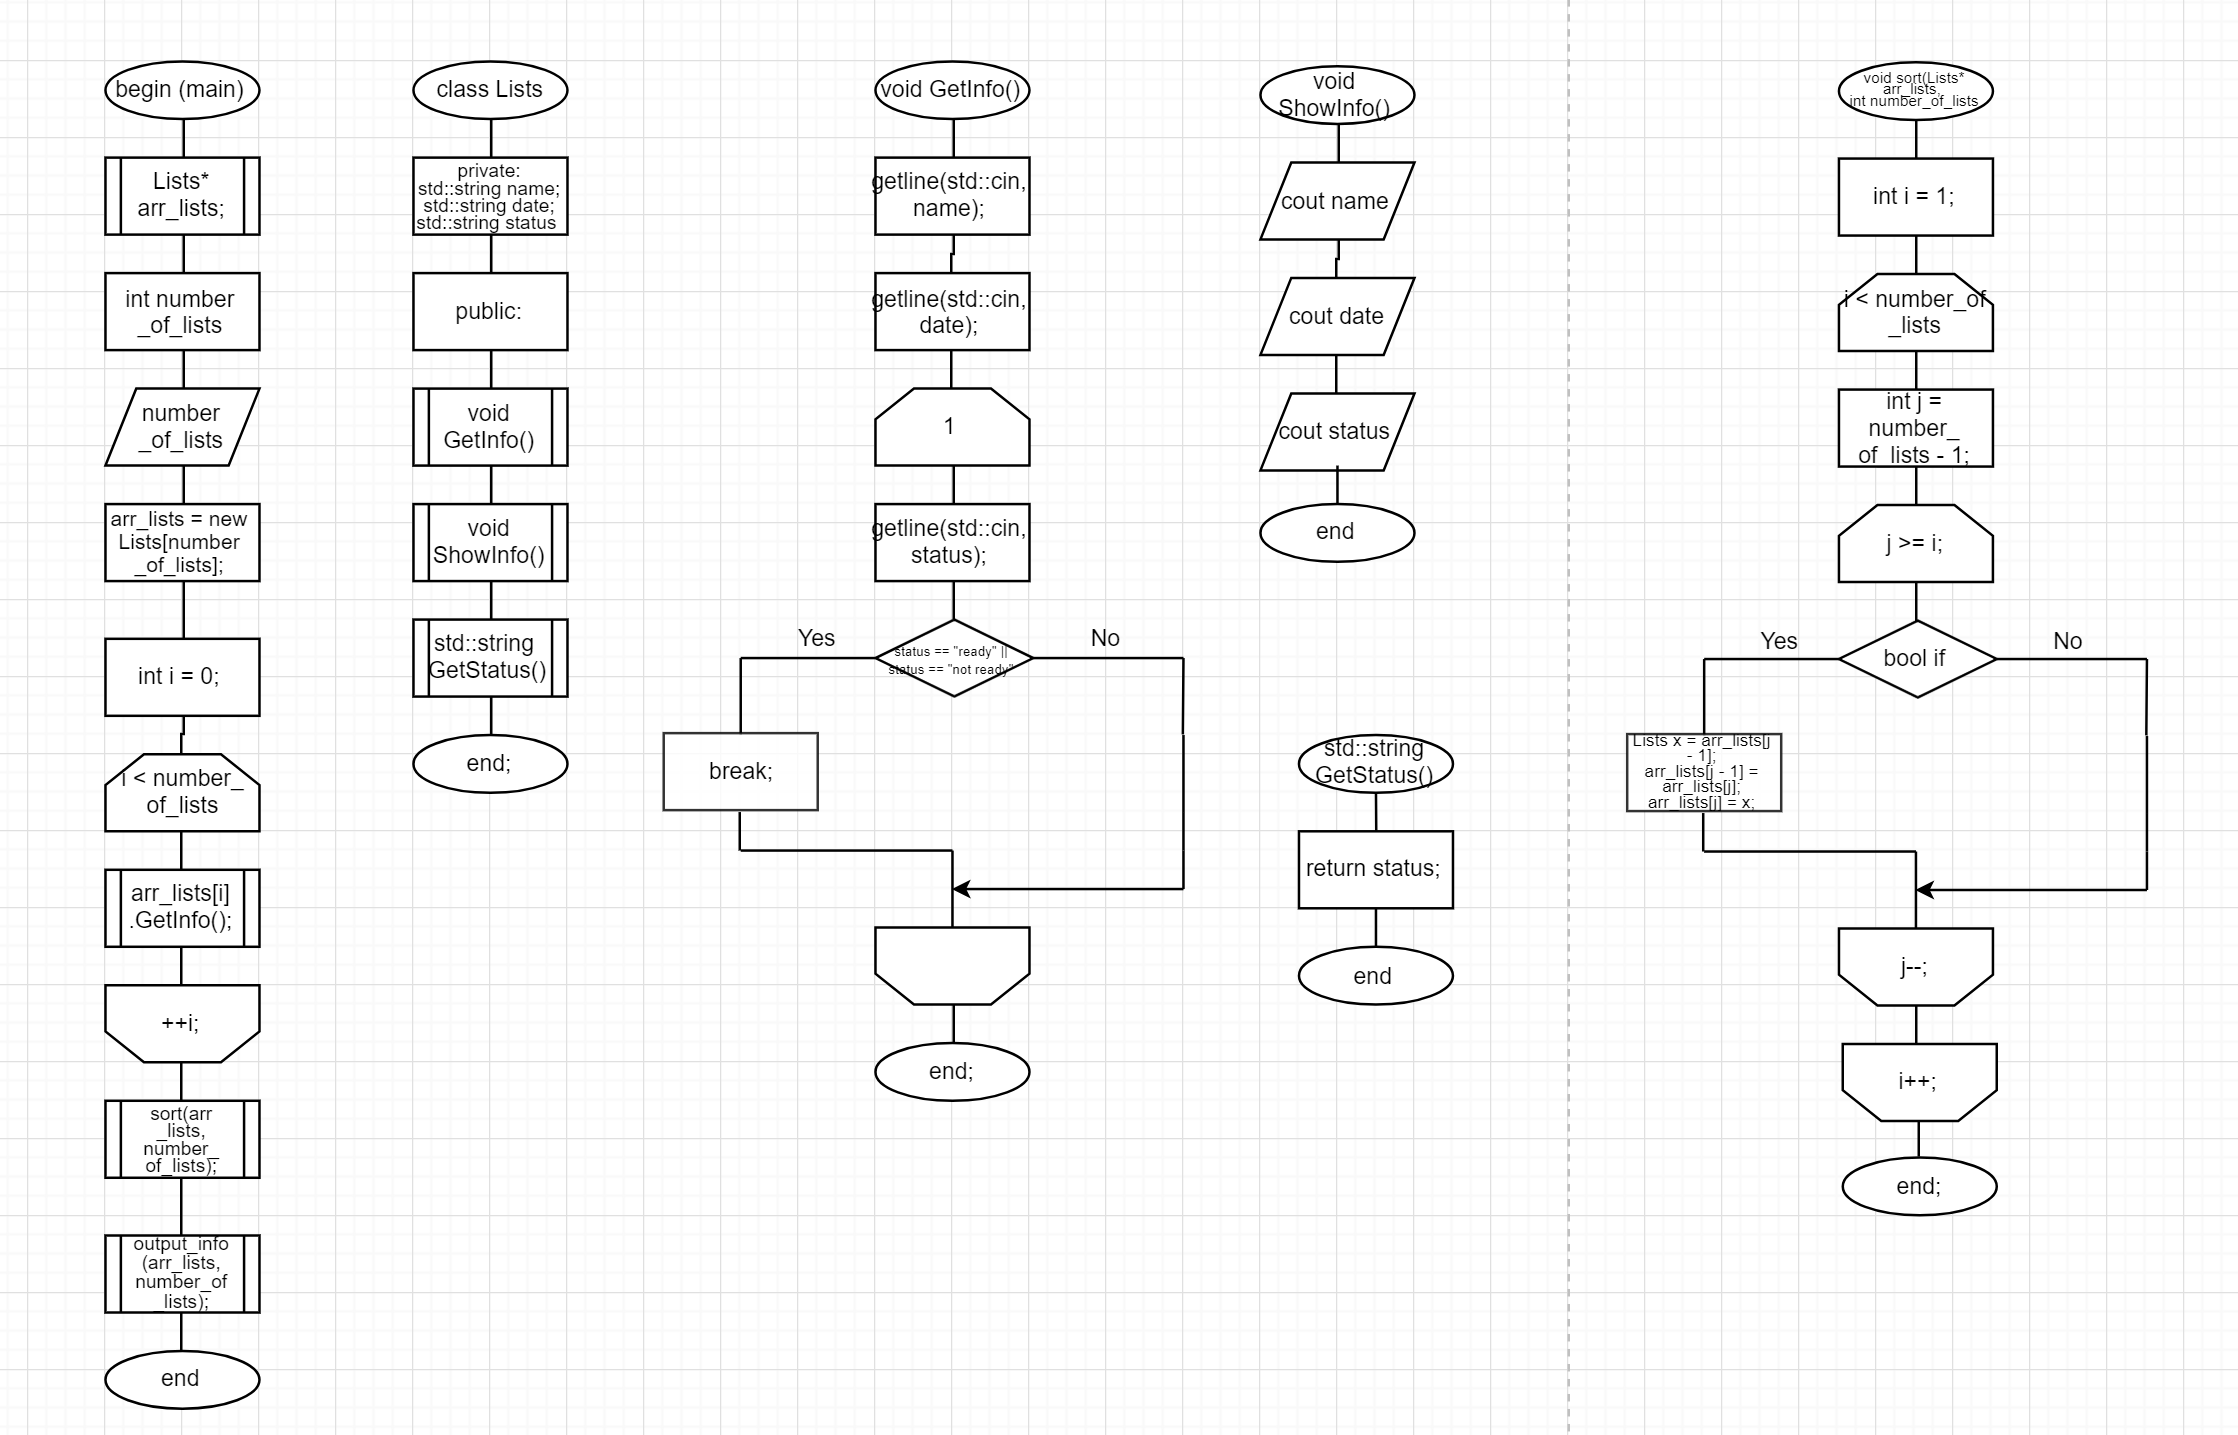 begin (main)
Lists*
arr_lists;
int number
_of_lists
number
_of_lists
arr_lists = new
Lists[number
_of_lists];
int i = 0;
i < number_
of_lists
arr_lists[i]
.GetInfo();
++i;
sort(arr
_lists,
number_
of_lists);
output_info
(arr_lists,
number_of
_lists);
end
class Lists
private:
std::string name;
std::string date;
std::string status
public:
void
GetInfo()
void
ShowInfo()
std::string
GetStatus()
end;
void GetInfo()
getline(std::cin,
name);
getline(std::cin,
date);
1
getline(std::cin,
status);
status == "ready" ||
status == "not ready"
Yes
No
break;
end;
void
ShowInfo()
cout name
cout date
cout status
end
std::string
GetStatus()
return status;
end
void sort(Lists*
arr_lists,
int number_of_lists
int i = 1;
i < number_of
_lists
int j =
number_
of_lists - 1;
j >= i;
bool if
Yes
No
Lists x = arr_lists[j
- 1];
arr_lists[j - 1] =
arr_lists[j];
arr_lists[j] = x;
j--;
i++;
end;